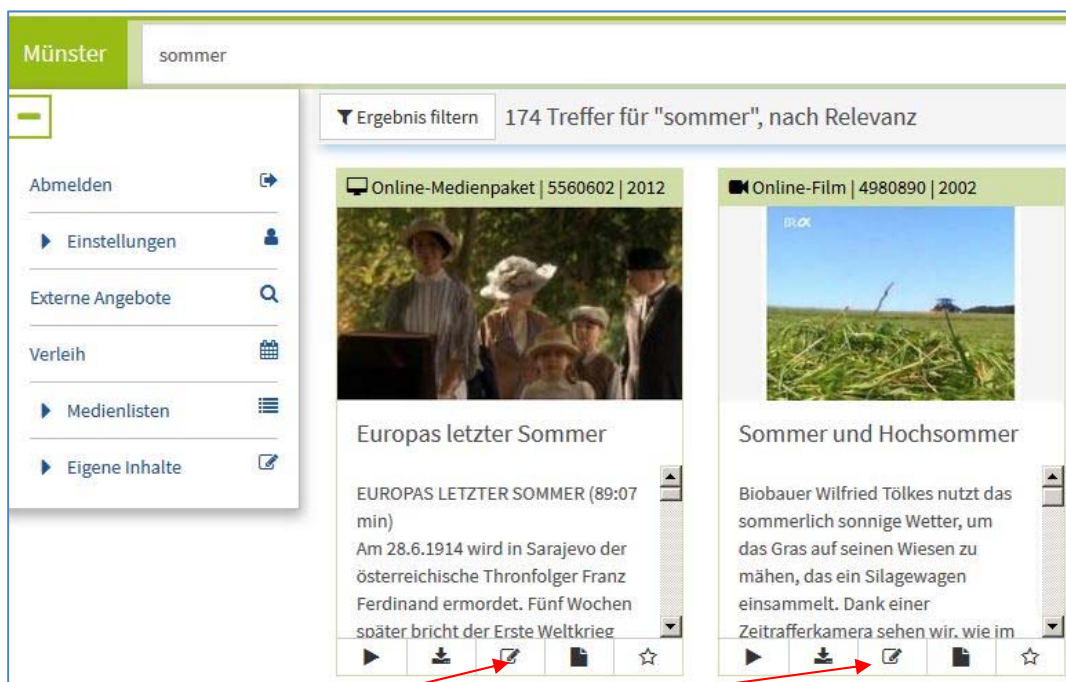 Münster
sommer
Ergebnis filtern
174 Treffer für "sommer", nach Relevanz
Abmelden
Einstellungen
Externe Angebote
Verleih
Medienlisten
Eigene Inhalte
Online-Medienpaket | 5560602 | 2012
Europas letzter Sommer
EUROPAS LETZTER SOMMER (89:07
min)
Am 28.6.1914 wird in Sarajevo der
österreichische Thronfolger Franz
Ferdinand ermordet. Fünf Wochen
später bricht der Erste Weltkrieg
Online-Film | 4980890 | 2002
Sommer und Hochsommer
Biobauer Wilfried Tölkes nutzt das
sommerlich sonnige Wetter, um
das Gras auf seinen Wiesen zu
mähen, das ein Silagewagen
einsammelt. Dank einer
Zeitrafferkamera sehen wir, wie im